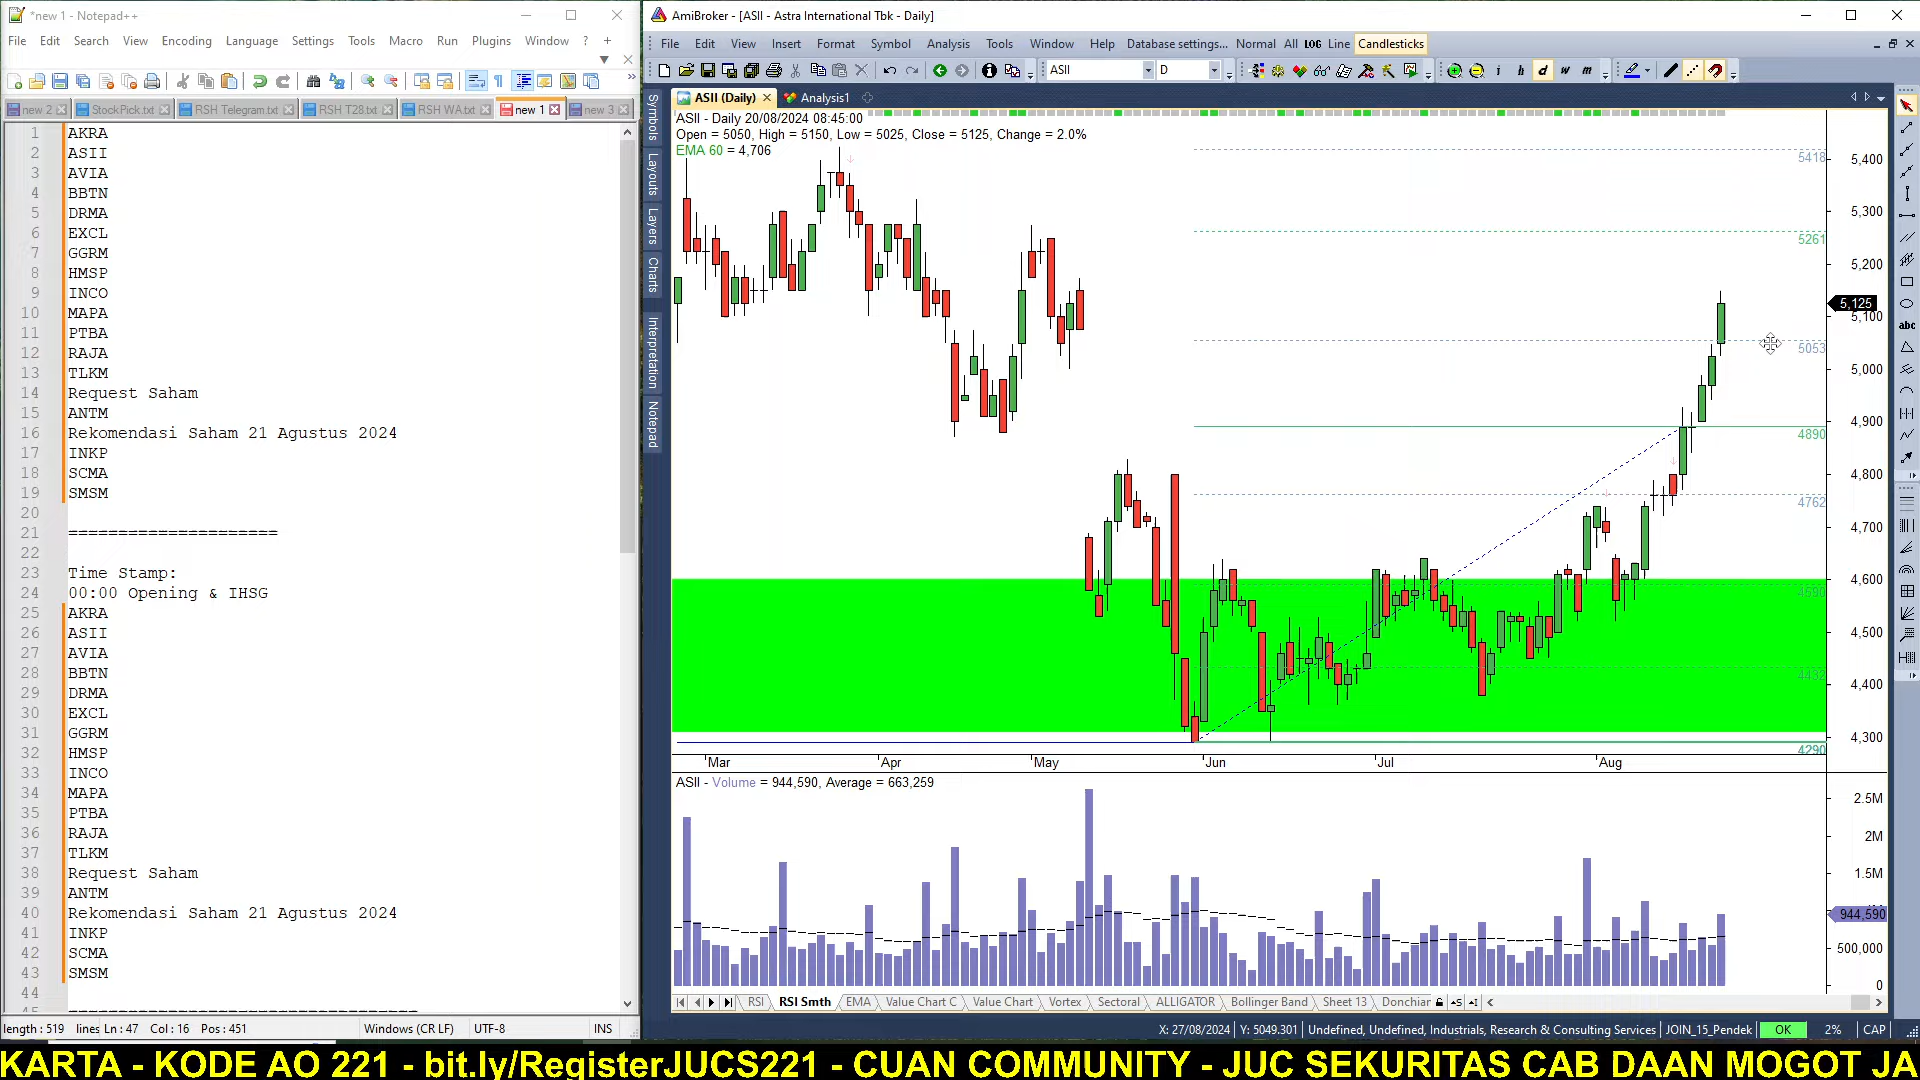 *new 1 - Notepad++
File Edit Search View Encoding Language Settings Tools Macro Run Plugins Window ? +
new 2 StockPick.txt RSH Telegram.txt RSH T28.txt RSH WA.txt new 1 new 3
1 AKRA
2 ASII
3 AVIA
4 BBTN
5 DRMA
6 EXCL
7 GGRM
8 HMSP
9 INCO
10 MAPA
11 PTBA
12 RAJA
13 TLKM
14 Request Saham
15 ANTM
16 Rekomendasi Saham 21 Agustus 2024
17 INKP
18 SCMA
19 SMSM
20
21 =====================
22
23 Time Stamp:
24 00:00 Opening & IHSG
25 AKRA
26 ASII
27 AVIA
28 BBTN
29 DRMA
30 EXCL
31 GGRM
32 HMSP
33 INCO
34 MAPA
35 PTBA
36 RAJA
37 TLKM
38 Request Saham
39 ANTM
40 Rekomendasi Saham 21 Agustus 2024
41 INKP
42 SCMA
43 SMSM
44
length : 519 lines Ln : 47 Col : 16 Pos : 451 Windows (CR LF) UTF-8 INS
AmiBroker - [ASII - Astra International Tbk - Daily]
File Edit View Insert Format Symbol Analysis Tools Window Help Database settings... Normal All LOG Line Candlesticks
ASII D i h d w m
ASII (Daily) Analysis1
Symbols
Layouts
Layers
Charts
Interpretation
Notepad
abc
ASII - Daily 20/08/2024 08:45:00
Open = 5050, High = 5150, Low = 5025, Close = 5125, Change = 2.0%
EMA 60 = 4,706
5418
5261
5053
4890
4762
4590
4432
4290
5,400
5,300
5,200
5,125
5,100
5,000
4,900
4,800
4,700
4,600
4,500
4,400
4,300
Mar Apr May Jun Jul Aug
ASII - Volume = 944,590, Average = 663,259
2.5M
2M
1.5M
944,590
500,000
0
RSI RSI Smth EMA Value Chart C Value Chart Vortex Sectoral ALLIGATOR Bollinger Band Sheet 13 Donchian
X: 27/08/2024 Y: 5049.301 Undefined, Undefined, Industrials, Research & Consulting Services JOIN_15_Pendek OK 2% CAP
KARTA - KODE AO 221 - bit.ly/RegisterJUCS221 - CUAN COMMUNITY - JUC SEKURITAS CAB DAAN MOGOT JA